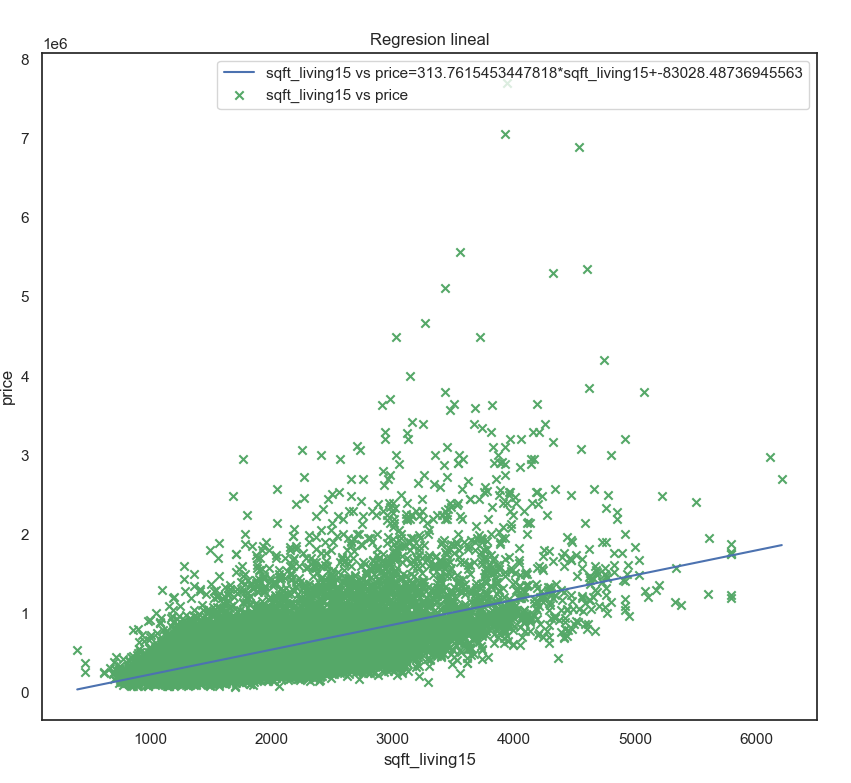 Regresion lineal
1e6
sqft_living15 vs price=313.7615453447818*sqft_living15+-83028.48736945563
sqft_living15 vs price
8
7
6
5
4
3
2
1
0
price
1000 2000 3000 4000 5000 6000
sqft_living15